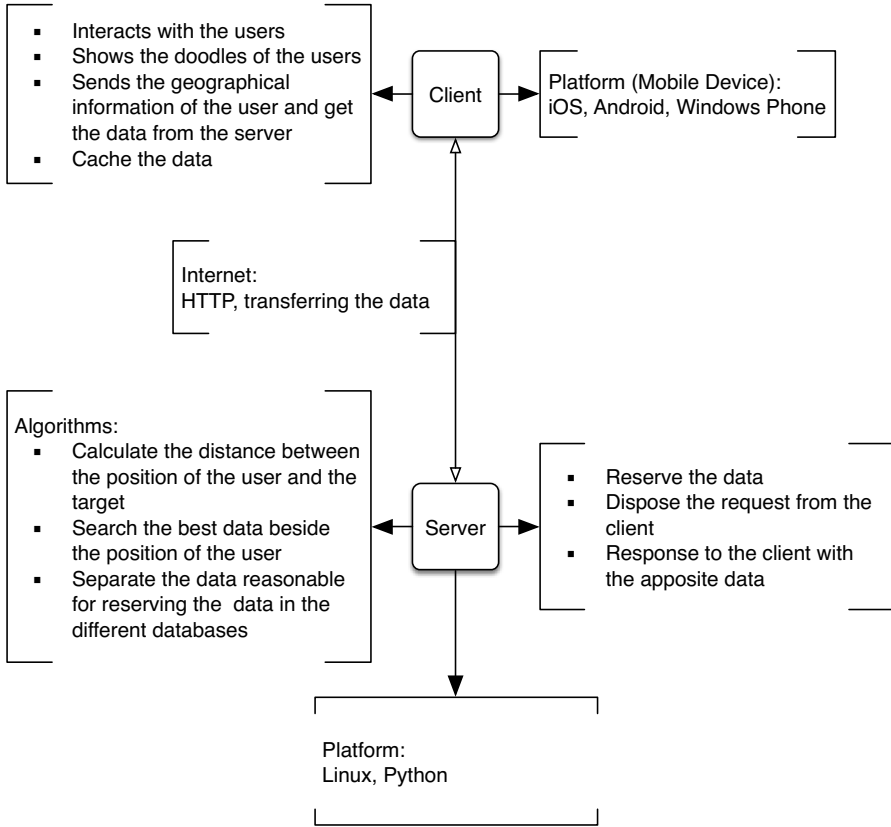 ▪ Interacts with the users
▪ Shows the doodles of the users
▪ Sends the geographical
information of the user and get
the data from the server
▪ Cache the data
Client
Platform (Mobile Device):
iOS, Android, Windows Phone
Internet:
HTTP, transferring the data
Algorithms:
▪ Calculate the distance between
the position of the user and the
target
▪ Search the best data beside
the position of the user
▪ Separate the data reasonable
for reserving the data in the
different databases
Server
▪ Reserve the data
▪ Dispose the request from the
client
▪ Response to the client with
the apposite data
Platform:
Linux, Python